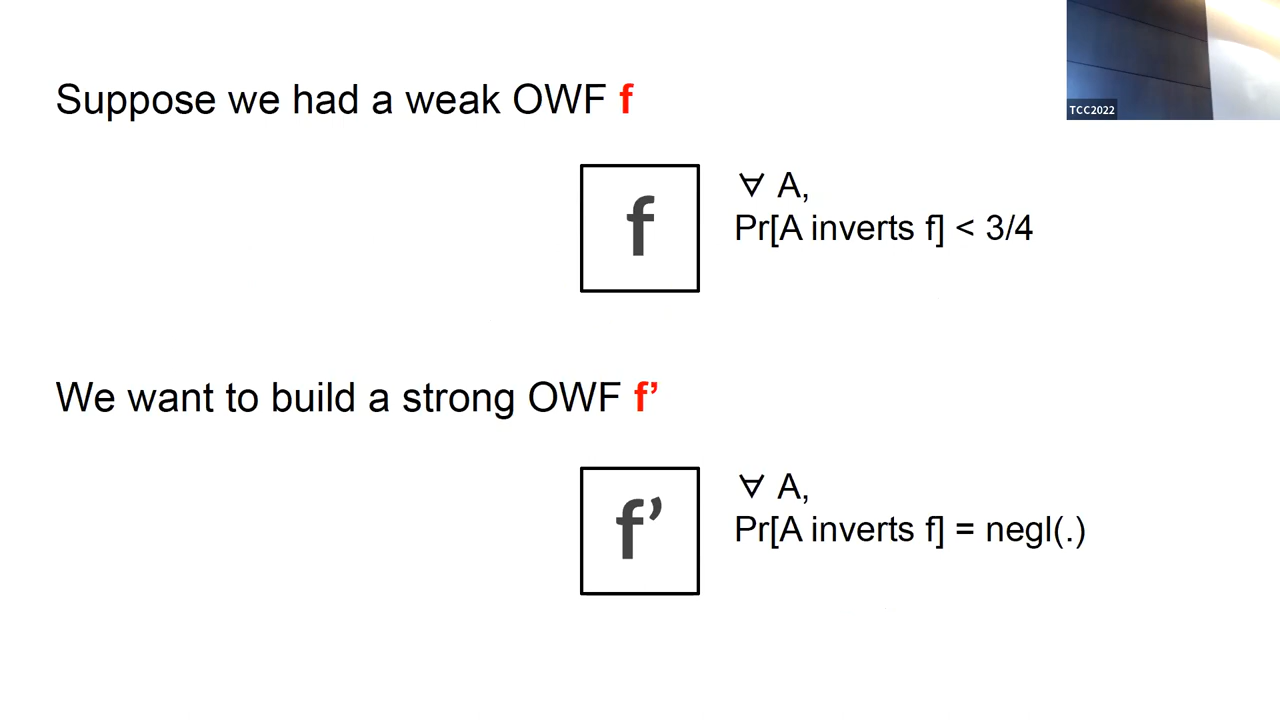 Suppose we had a weak OWF f
TCC2022
f
∀ A,
Pr[A inverts f] < 3/4
We want to build a strong OWF f’
f’
∀ A,
Pr[A inverts f] = negl(.)